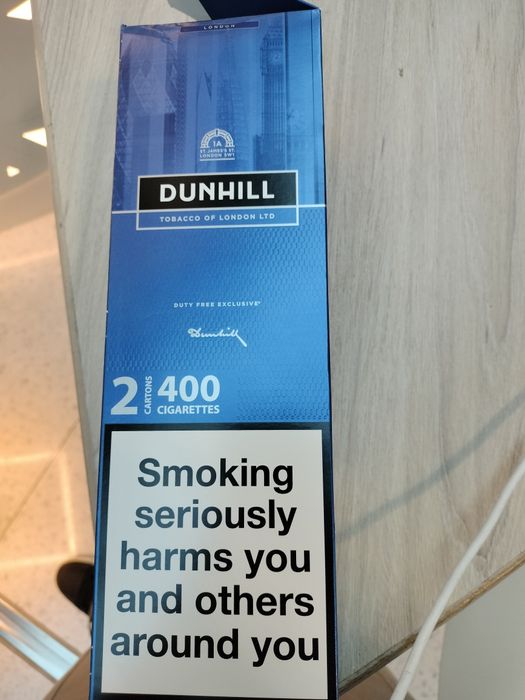 LONDON
1A
ST. JAMES'S ST.
LONDON SW1
DUNHILL
TOBACCO OF LONDON LTD
DUTY FREE EXCLUSIVE*
Dunhill
2 CARTONS
400
CIGARETTES
Smoking
seriously
harms you
and others
around you